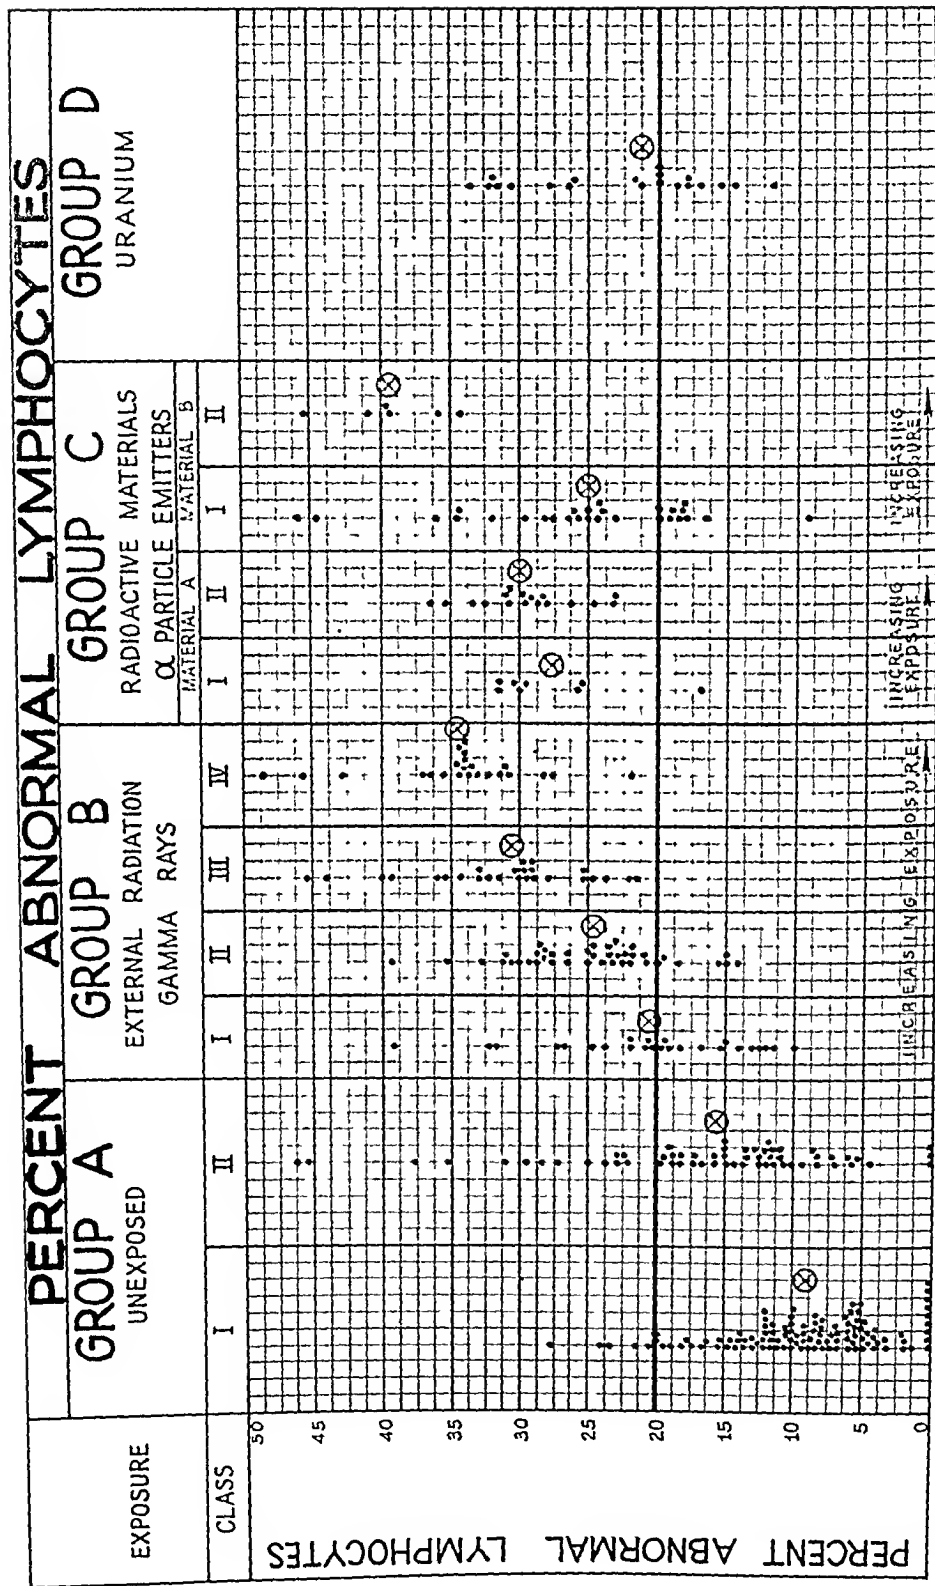 PERCENT ABNORMAL LYMPHOCYTES
EXPOSURE
GROUP A
UNEXPOSED
GROUP B
EXTERNAL RADIATION
GAMMA RAYS
GROUP C
RADIOACTIVE MATERIALS
α PARTICLE EMITTERS
MATERIAL A
MATERIAL B
GROUP D
URANIUM
CLASS
I
II
I
II
III
IV
I
II
I
II
PERCENT ABNORMAL LYMPHOCYTES
50
45
40
35
30
25
20
15
10
5
0
INCREASING EXPOSURE
INCREASING
EXPOSURE
INCREASING
EXPOSURE